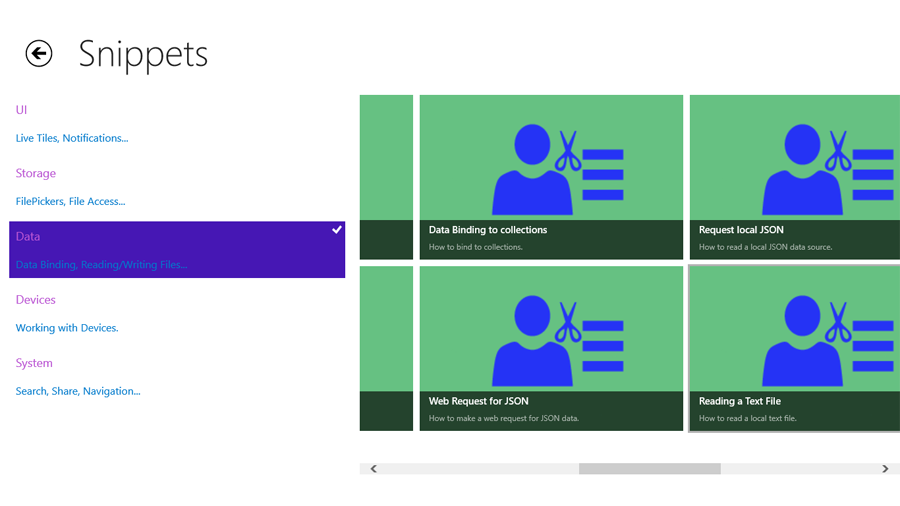 Snippets
UI
Live Tiles, Notifications...
Storage
FilePickers, File Access...
Data
Data Binding, Reading/Writing Files...
Devices
Working with Devices.
System
Search, Share, Navigation...
Data Binding to collections
How to bind to collections.
Request local JSON
How to read a local JSON data source.
Web Request for JSON
How to make a web request for JSON data.
Reading a Text File
How to read a local text file.